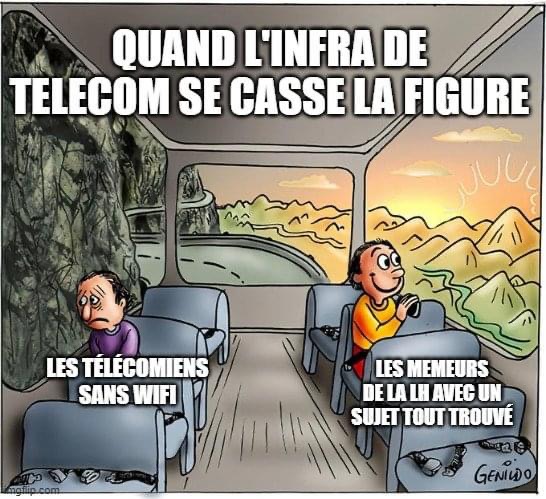 QUAND L'INFRA DE
TELECOM SE CASSE LA FIGURE
LES TÉLÉCOMIENS
SANS WIFI
LES MEMEURS
DE LA LH AVEC UN
SUJET TOUT TROUVÉ
GENILDO
imgflip.com